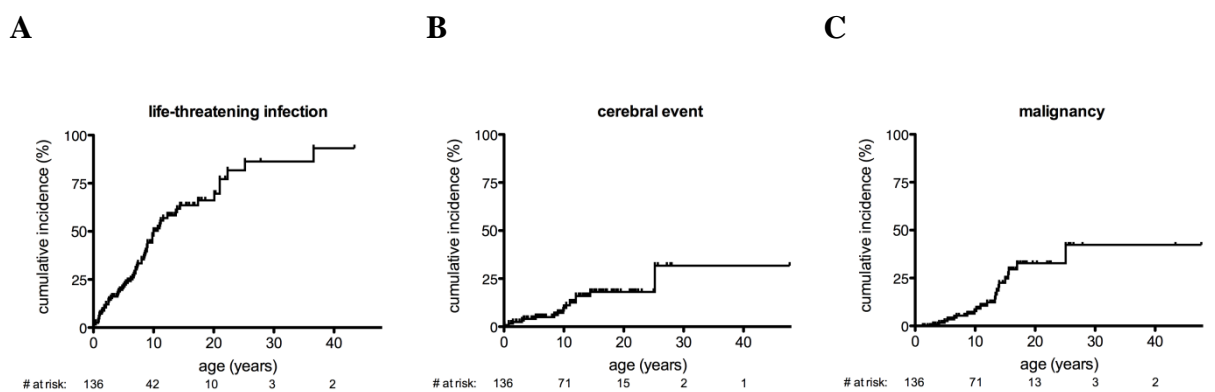 A
B
C
life-threatening infection
cumulative incidence (%)
100
75
50
25
0
0 10 20 30 40
age (years)
# at risk: 136 42 10 3 2
cerebral event
cumulative incidence (%)
100
75
50
25
0
0 10 20 30 40
age (years)
# at risk: 136 71 15 2 1
malignancy
cumulative incidence (%)
100
75
50
25
0
0 10 20 30 40
age (years)
# at risk: 136 71 13 3 2